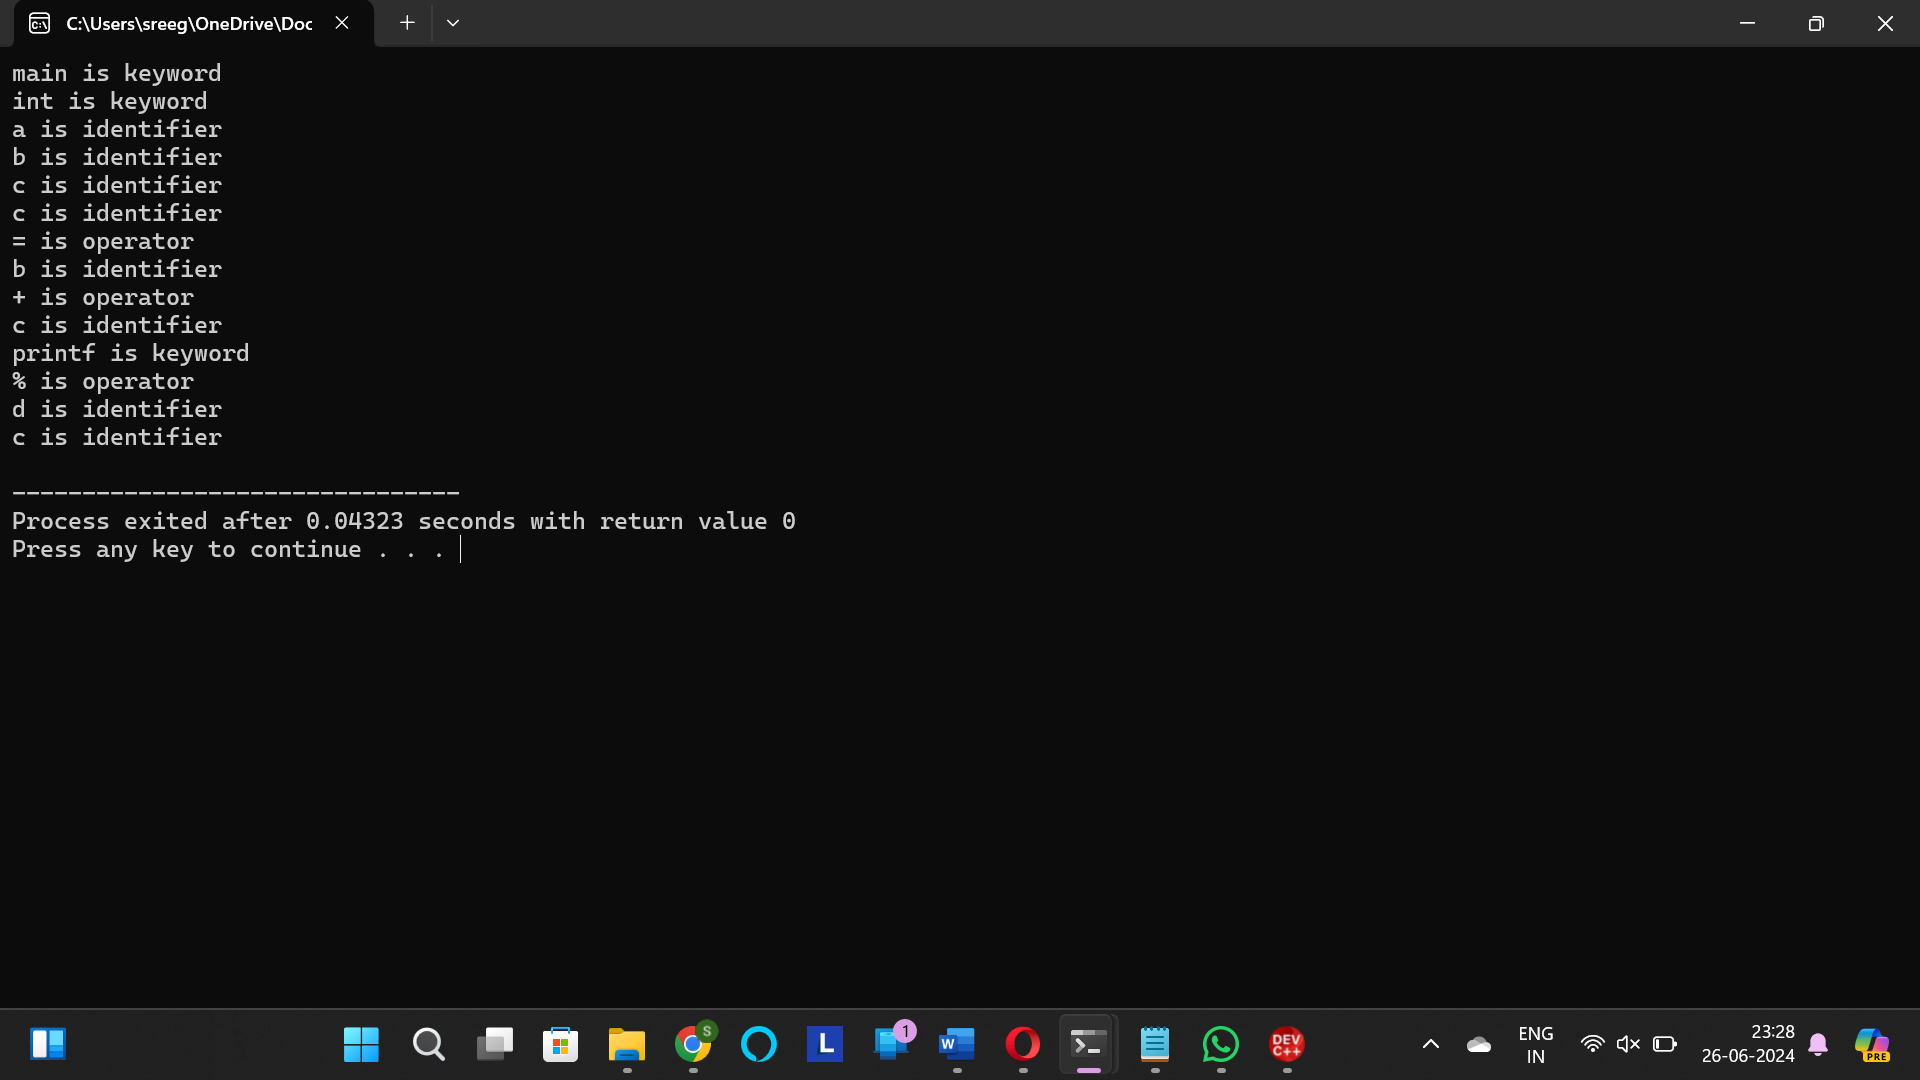 C:\Users\sreeg\OneDrive\Doc
main is keyword
int is keyword
a is identifier
b is identifier
c is identifier
c is identifier
= is operator
b is identifier
+ is operator
c is identifier
printf is keyword
% is operator
d is identifier
c is identifier
--------------------------------
Process exited after 0.04323 seconds with return value 0
Press any key to continue . . .
S
L
1
W
DEV
C++
ENG
IN
23:28
26-06-2024
PRE